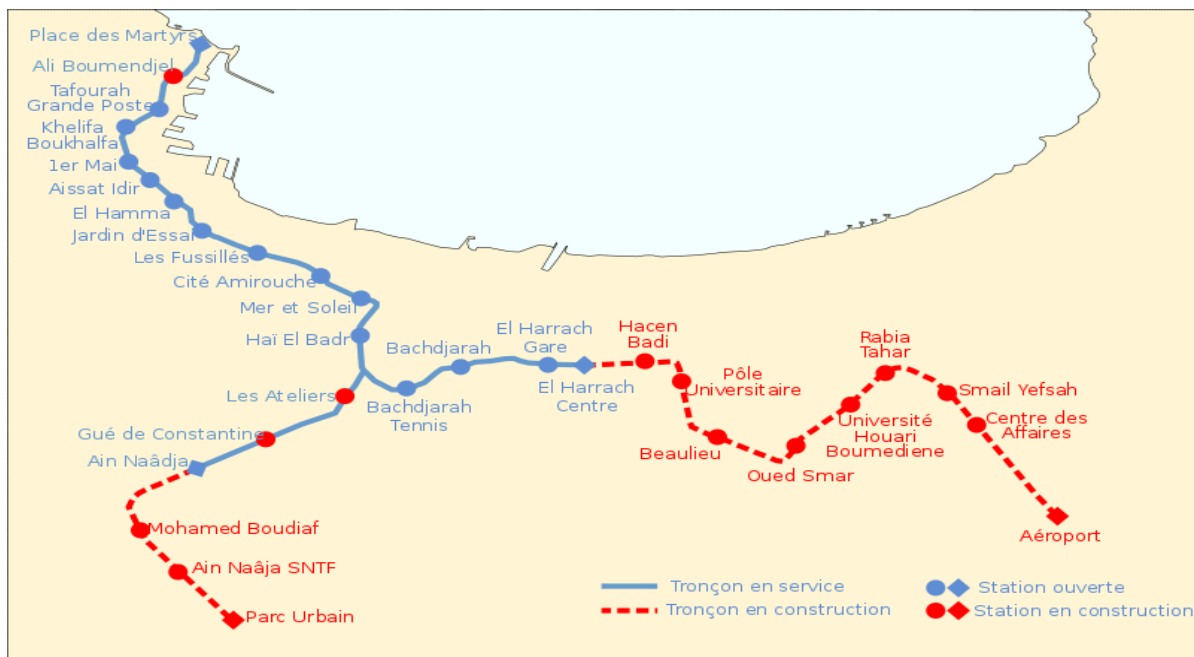 Place des Martyrs
Ali Boumendjel
Tafourah
Grande Poste
Khelifa
Boukhalfa
1er Mai
Aissat Idir
El Hamma
Jardin d'Essai
Les Fussillés
Cité Amirouche
Mer et Soleil
Haï El Badr
Bachdjarah
El Harrach
Gare
El Harrach
Centre
Hacen
Badi
Pôle
Universitaire
Rabia
Tahar
Smail Yefsah
Centre des
Affaires
Les Ateliers
Bachdjarah
Tennis
Université
Houari
Boumediene
Gué de Constantine
Ain Naâdja
Beaulieu
Oued Smar
Aéroport
Mohamed Boudiaf
Ain Naâja SNTF
Parc Urbain
Tronçon en service
Tronçon en construction
Station ouverte
Station en construction